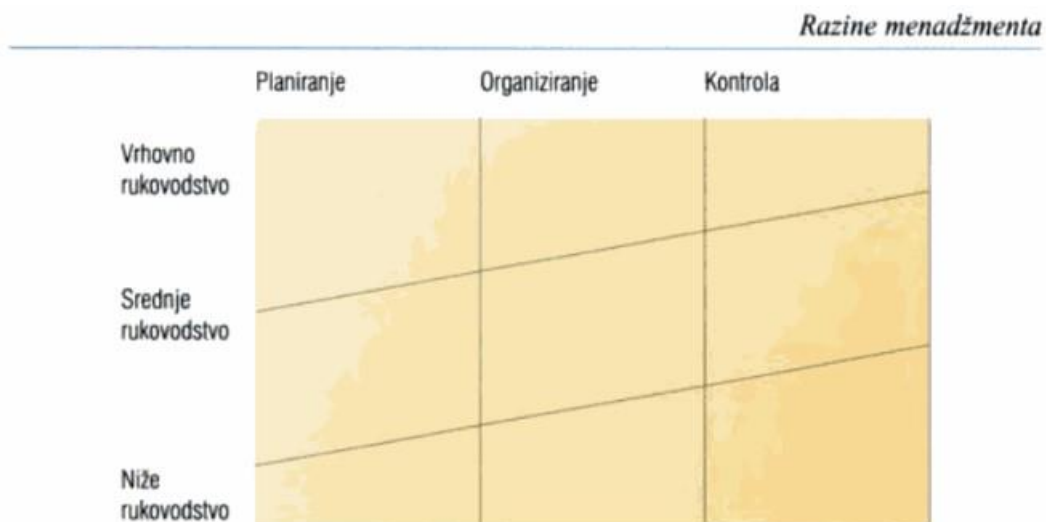 Razine menadžmenta
Planiranje Organiziranje Kontrola
Vrhovno
rukovodstvo
Srednje
rukovodstvo
Niže
rukovodstvo